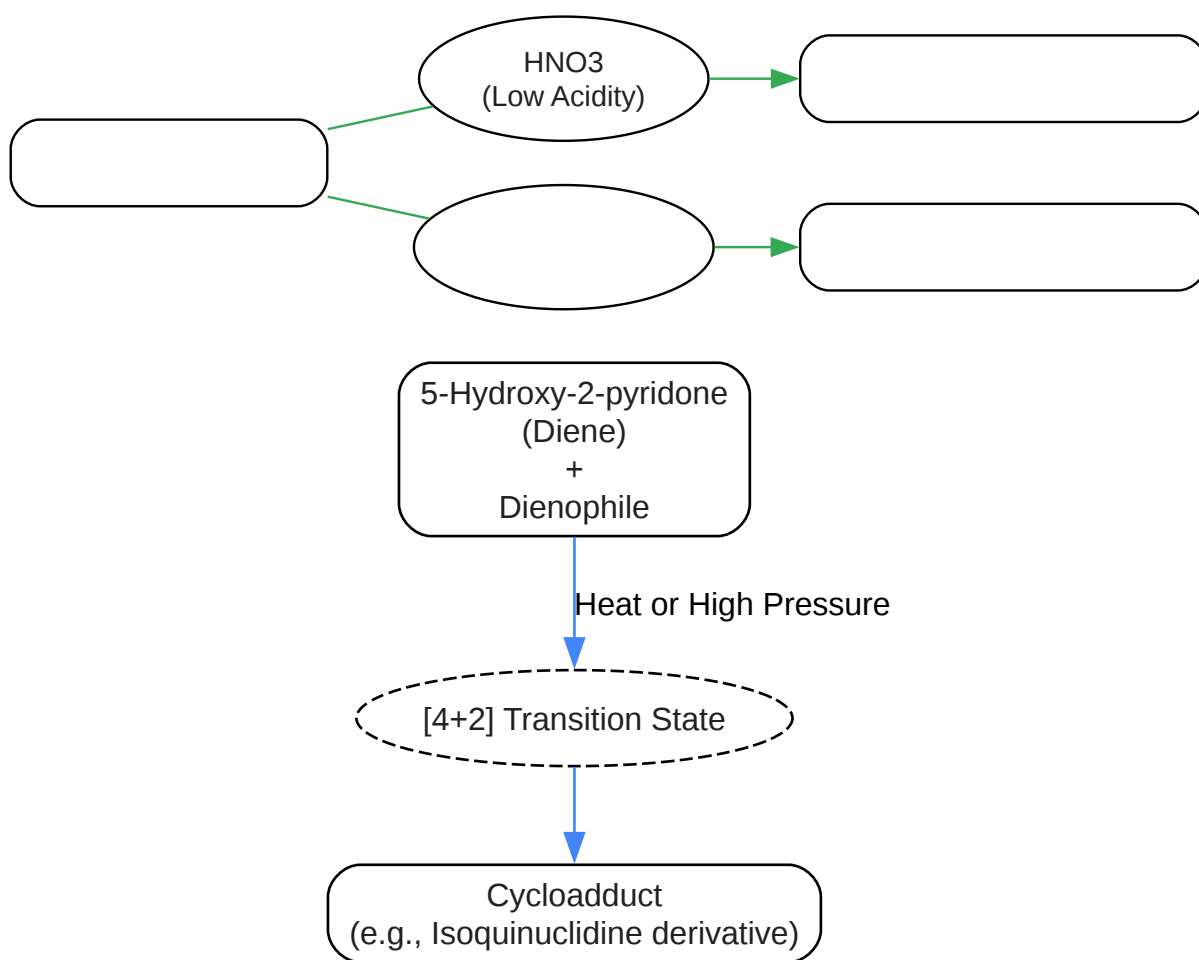 HNO3
(Low Acidity)
5-Hydroxy-2-pyridone
(Diene)
+
Dienophile
Heat or High Pressure
[4+2] Transition State
Cycloadduct
(e.g., Isoquinuclidine derivative)